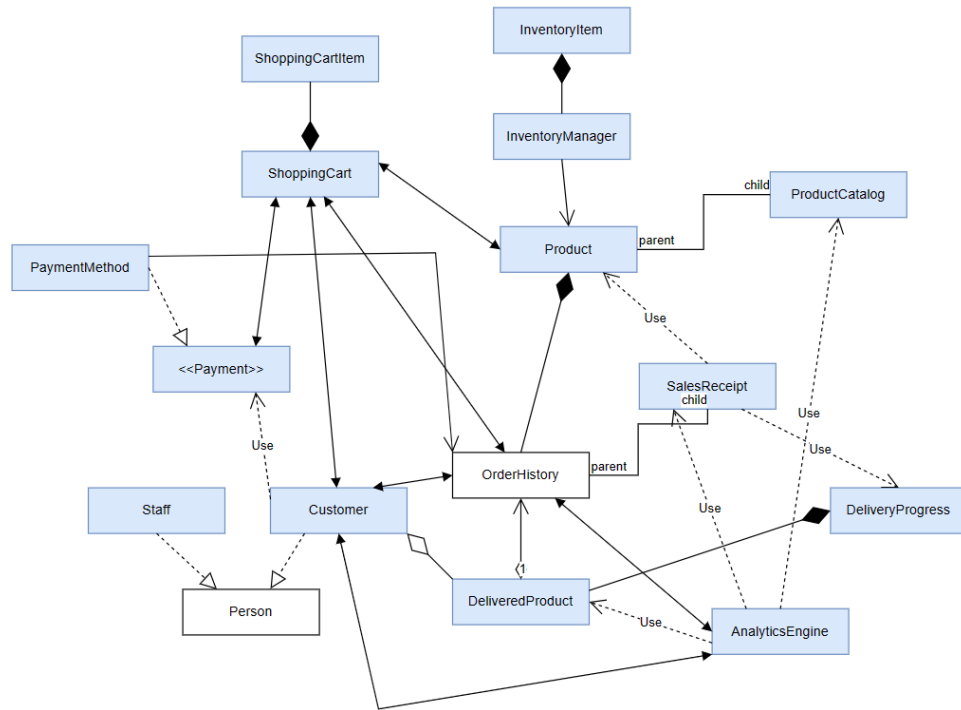 InventoryItem
ShoppingCartItem
InventoryManager
ShoppingCart
child
ProductCatalog
Product
parent
PaymentMethod
Use
<<Payment>>
SalesReceipt
child
Use
Use
Use
parent
OrderHistory
Staff
Customer
Use
DeliveryProgress
1
DeliveredProduct
Person
Use
AnalyticsEngine